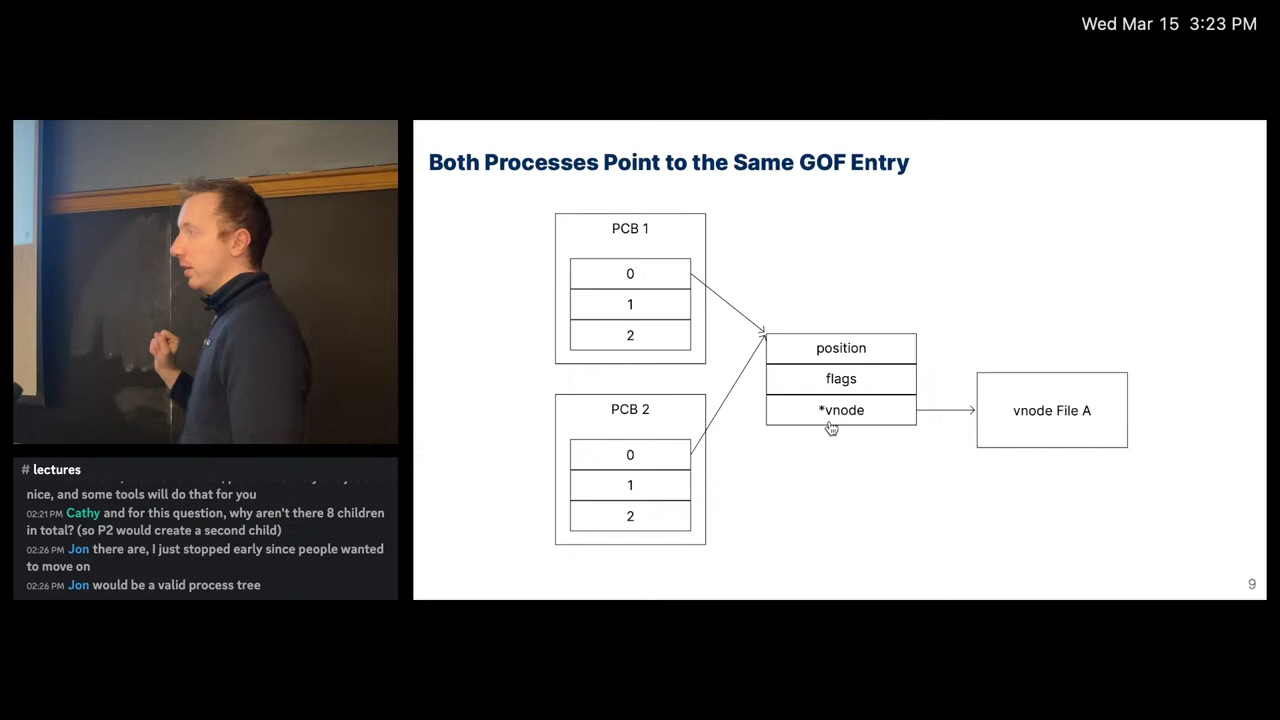 Wed Mar 15 3:23 PM
Both Processes Point to the Same GOF Entry
PCB 1
0
1
2
position
flags
*vnode
vnode File A
PCB 2
0
1
2
9
# lectures
nice, and some tools will do that for you
02:21 PM Cathy and for this question, why aren't there 8 children
in total? (so P2 would create a second child)
02:26 PM Jon there are, I just stopped early since people wanted
to move on
02:26 PM Jon would be a valid process tree